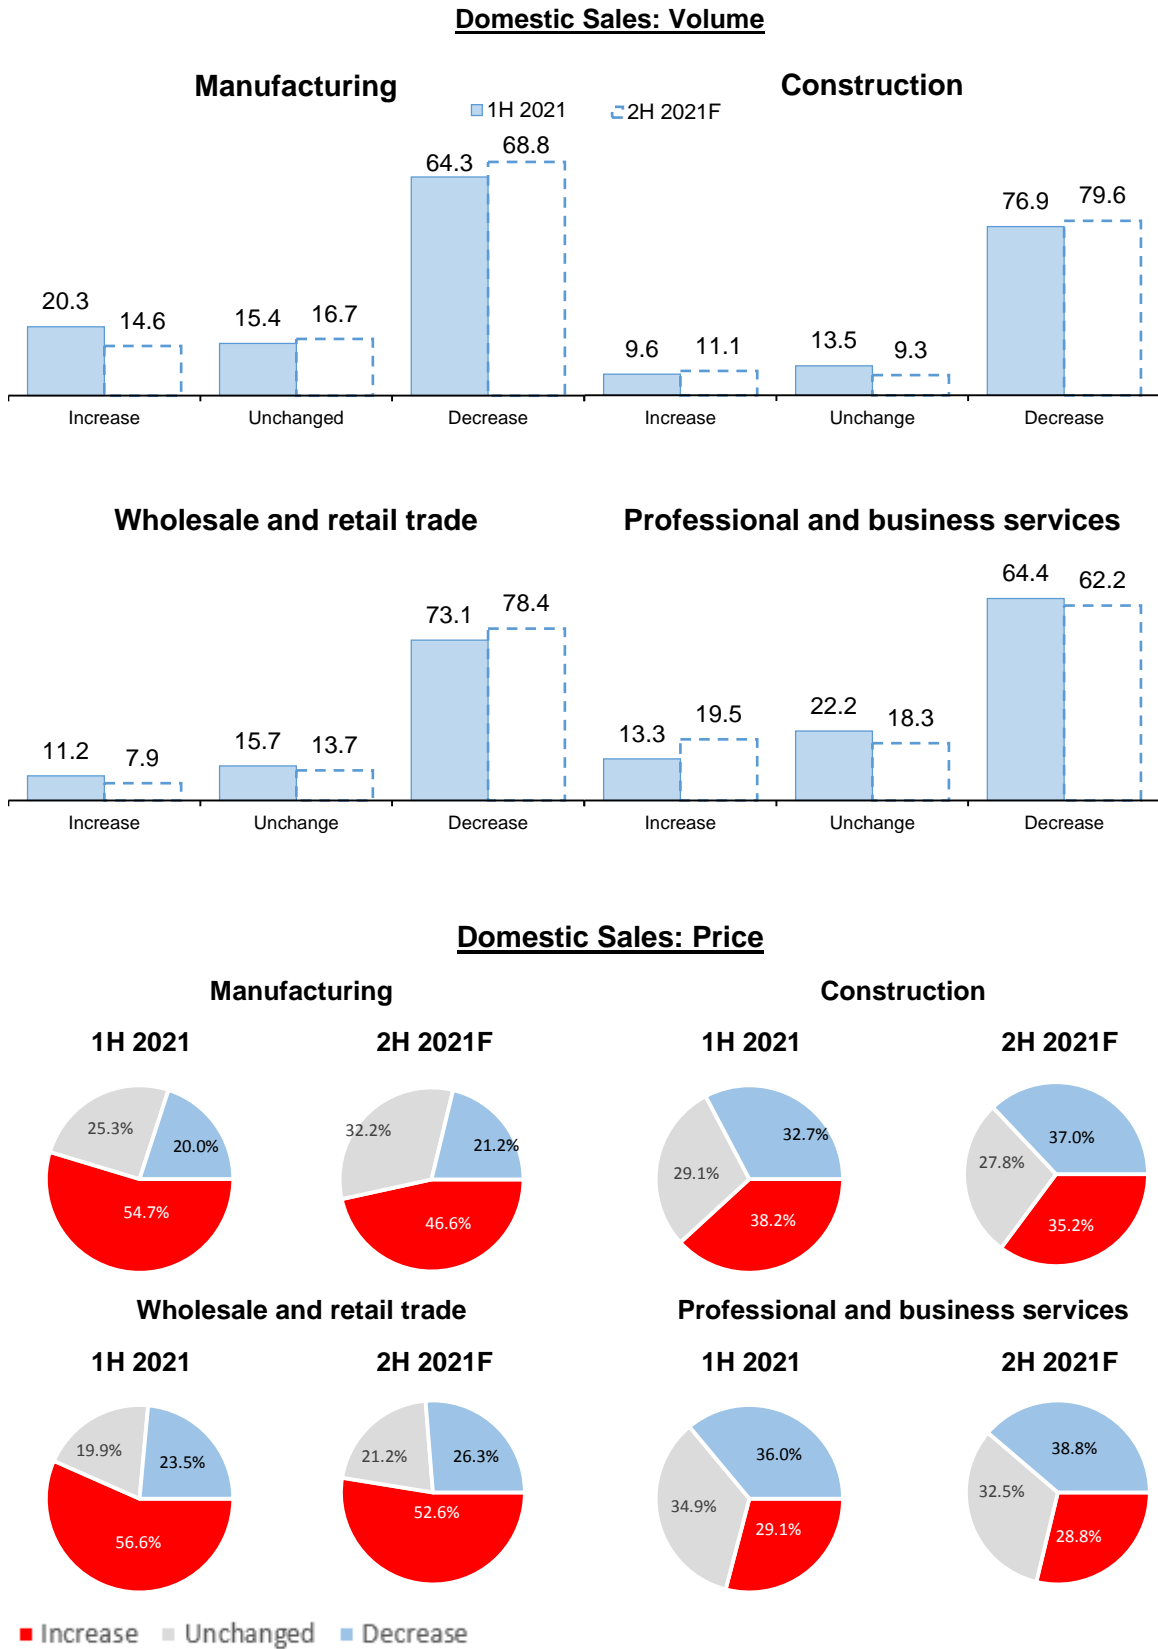 Domestic Sales: Volume
Manufacturing
Construction
1H 2021
2H 2021F
20.3
14.6
15.4
16.7
64.3
68.8
9.6
11.1
13.5
9.3
76.9
79.6
Increase
Unchanged
Decrease
Increase
Unchange
Decrease
Wholesale and retail trade
Professional and business services
11.2
7.9
15.7
13.7
73.1
78.4
13.3
19.5
22.2
18.3
64.4
62.2
Increase
Unchange
Decrease
Increase
Unchange
Decrease
Domestic Sales: Price
Manufacturing
Construction
1H 2021
2H 2021F
1H 2021
2H 2021F
25.3%
20.0%
54.7%
32.2%
21.2%
46.6%
29.1%
32.7%
38.2%
27.8%
37.0%
35.2%
Wholesale and retail trade
Professional and business services
1H 2021
2H 2021F
1H 2021
2H 2021F
19.9%
23.5%
56.6%
21.2%
26.3%
52.6%
34.9%
36.0%
29.1%
32.5%
38.8%
28.8%
Increase
Unchanged
Decrease